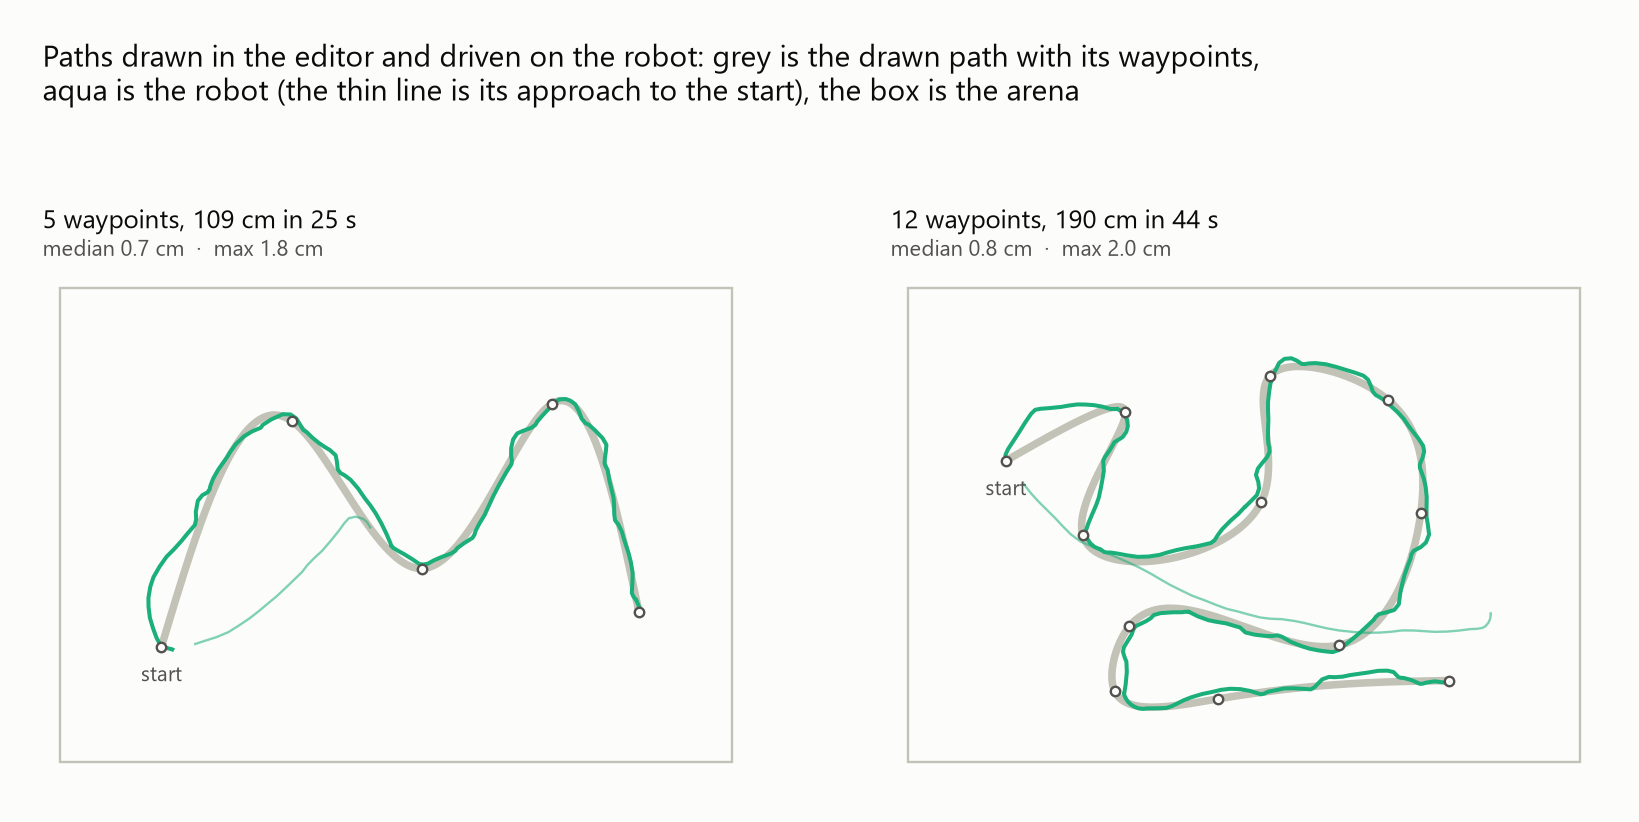 Paths drawn in the editor and driven on the robot: grey is the drawn path with its waypoints,
aqua is the robot (the thin line is its approach to the start), the box is the arena
5 waypoints, 109 cm in 25 s
median 0.7 cm · max 1.8 cm
start
12 waypoints, 190 cm in 44 s
median 0.8 cm · max 2.0 cm
start